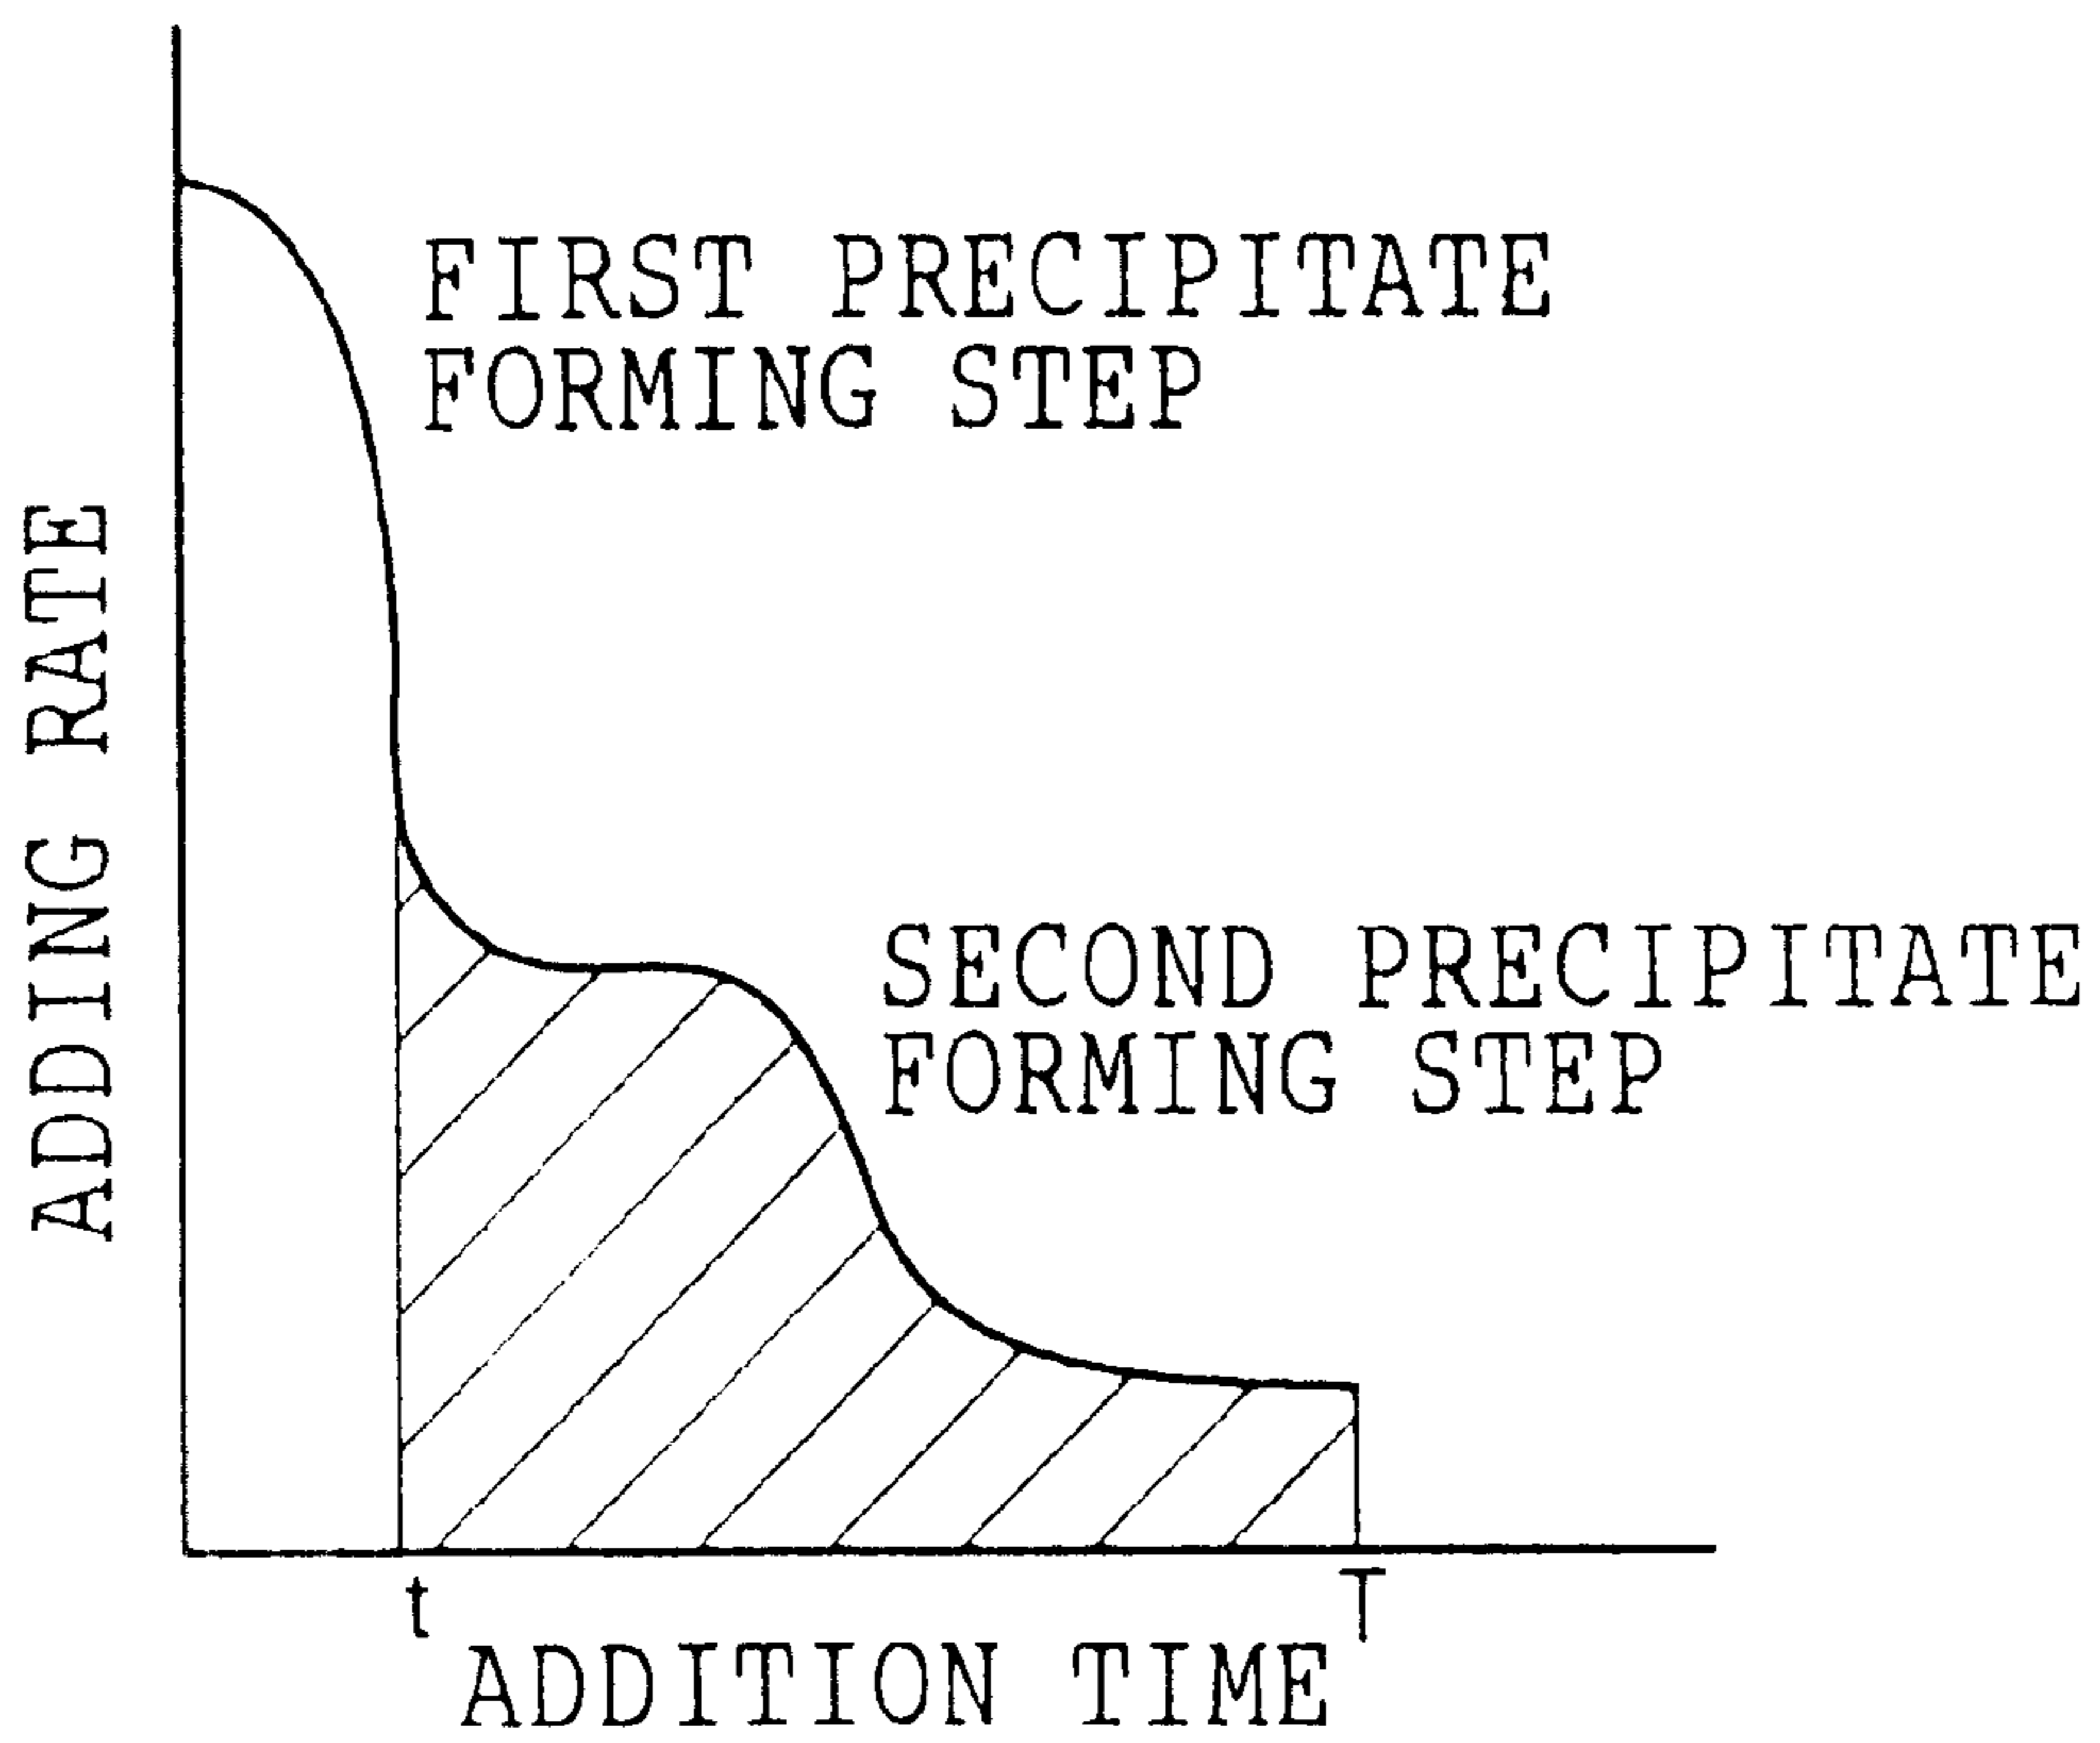 FIRST PRECIPITATE
FORMING STEP
ADDING RATE
SECOND PRECIPITATE
FORMING STEP
t
T
ADDITION TIME